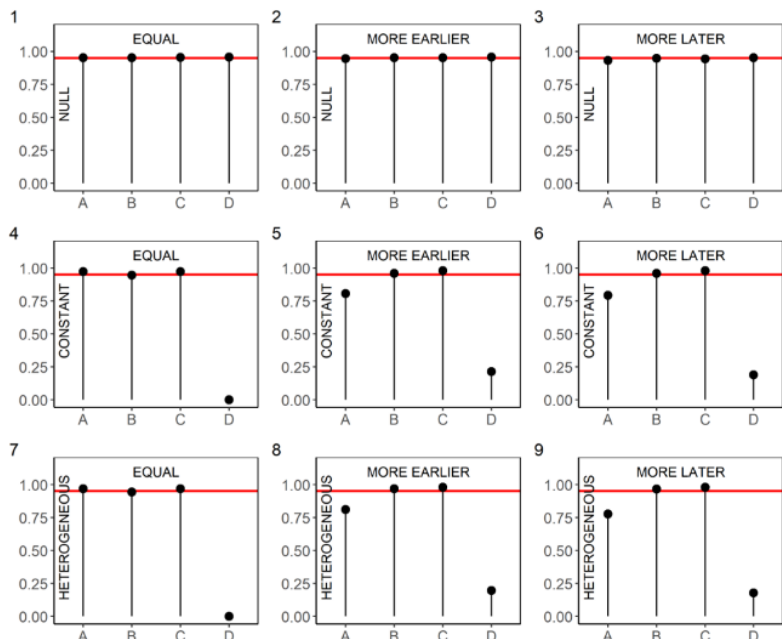 1 2 3
EQUAL MORE EARLIER MORE LATER
1.00 1.00 1.00
0.75 0.75 0.75
0.50 0.50 0.50
0.25 0.25 0.25
0.00 0.00 0.00
NULL NULL NULL
A B C D A B C D A B C D
4 5 6
EQUAL MORE EARLIER MORE LATER
1.00 1.00 1.00
0.75 0.75 0.75
0.50 0.50 0.50
0.25 0.25 0.25
0.00 0.00 0.00
CONSTANT CONSTANT CONSTANT
A B C D A B C D A B C D
7 8 9
EQUAL MORE EARLIER MORE LATER
1.00 1.00 1.00
0.75 0.75 0.75
0.50 0.50 0.50
0.25 0.25 0.25
0.00 0.00 0.00
HETEROGENEOUS HETEROGENEOUS HETEROGENEOUS
A B C D A B C D A B C D